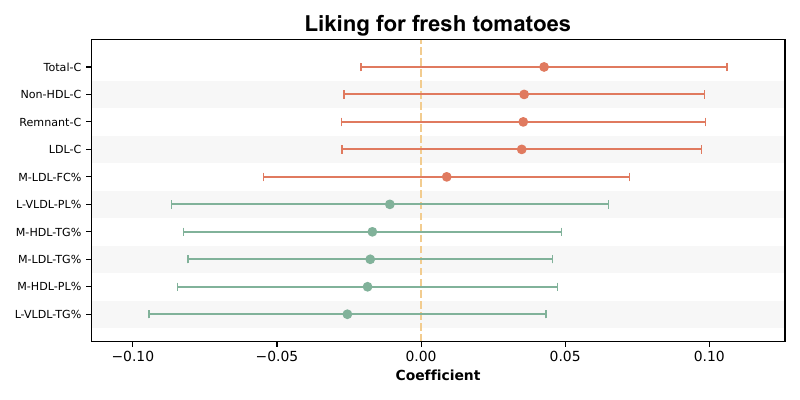 Liking for fresh tomatoes
Total-C
Non-HDL-C
Remnant-C
LDL-C
M-LDL-FC%
L-VLDL-PL%
M-HDL-TG%
M-LDL-TG%
M-HDL-PL%
L-VLDL-TG%
−0.10 −0.05 0.00 0.05 0.10
Coefficient